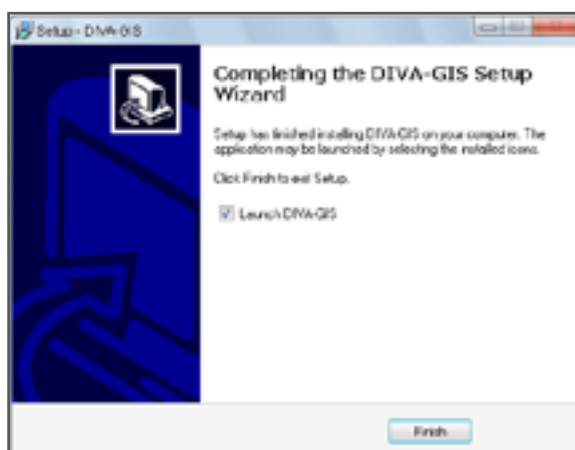 Setup - DIVA-GIS
Completing the DIVA-GIS Setup
Wizard
Setup has finished installing DIVA-GIS on your computer. The
application may be launched by selecting the installed icons.
Click Finish to exit Setup.
Launch DIVA-GIS
Finish